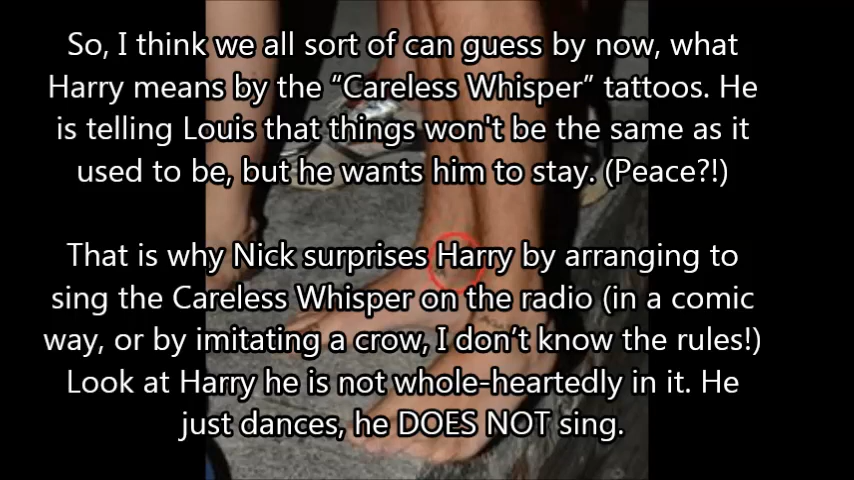 So, I think we all sort of can guess by now, what
Harry means by the “Careless Whisper” tattoos. He
is telling Louis that things won't be the same as it
used to be, but he wants him to stay. (Peace?!)
That is why Nick surprises Harry by arranging to
sing the Careless Whisper on the radio (in a comic
way, or by imitating a crow, I don’t know the rules!)
Look at Harry he is not whole-heartedly in it. He
just dances, he DOES NOT sing.